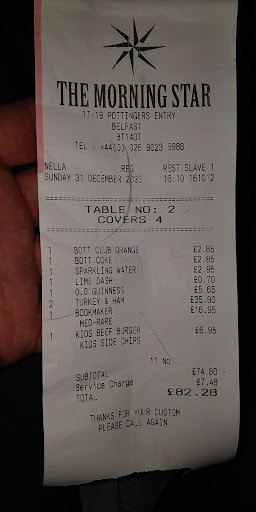 THE MORNING STAR
17-19 POTTINGERS ENTRY
BELFAST
BT14DT
TEL : +44(0) 028 9023 5986
NELLA REG REST SLAVE 1
SUNDAY 31 DECEMBER 2023 16:10 161012
TABLE NO: 2
COVERS 4
1 BOTT CLUB ORANGE £2.85
1 BOTT COKE £2.85
1 SPARKLING WATER £2.95
1 LIME DASH £0.70
1 0.0 GUINNESS £5.65
2 TURKEY & HAM £35.90
1 BOOKMAKER £16.95
MED-RARE
1 KIDS BEEF BURGER £6.95
KIDS SIDE CHIPS
11 No
SUBTOTAL £74.80
Service Charge £7.48
TOTAL £82.28
THANKS FOR YOUR CUSTOM
PLEASE CALL AGAIN